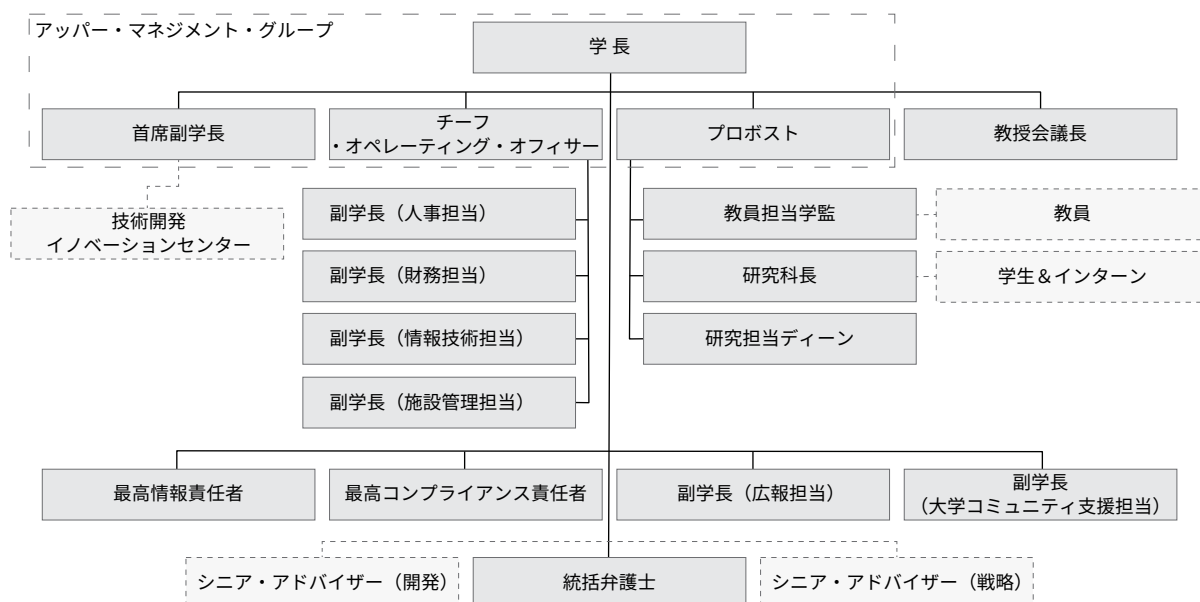 アッパー・マネジメント・グループ
学 長
首席副学長
チーフ
・オペレーティング・オフィサー
プロボスト
教授会議長
技術開発
イノベーションセンター
副学長（人事担当）
教員担当学監
教員
副学長（財務担当）
研究科長
学生＆インターン
副学長（情報技術担当）
研究担当ディーン
副学長（施設管理担当）
最高情報責任者
最高コンプライアンス責任者
副学長（広報担当）
副学長
（大学コミュニティ支援担当）
シニア・アドバイザー（開発）
統括弁護士
シニア・アドバイザー（戦略）